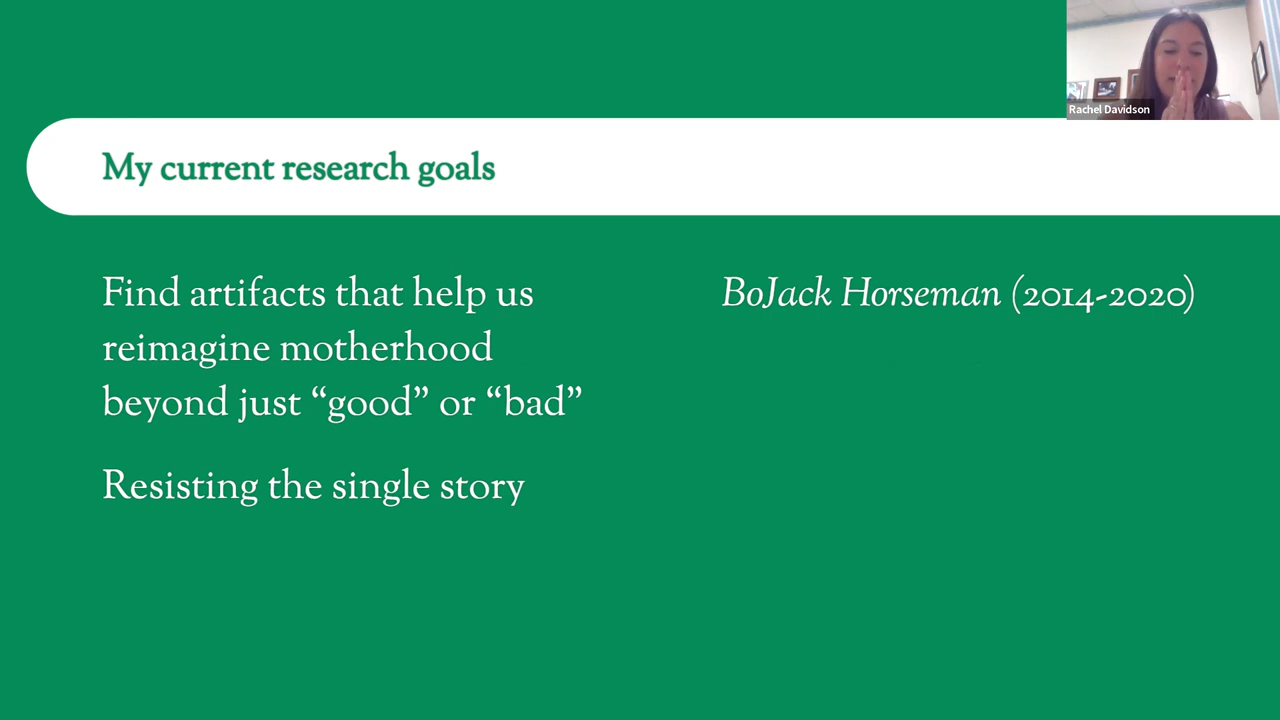 Rachel Davidson
My current research goals
Find artifacts that help us
reimagine motherhood
beyond just “good” or “bad”
Resisting the single story
BoJack Horseman (2014-2020)